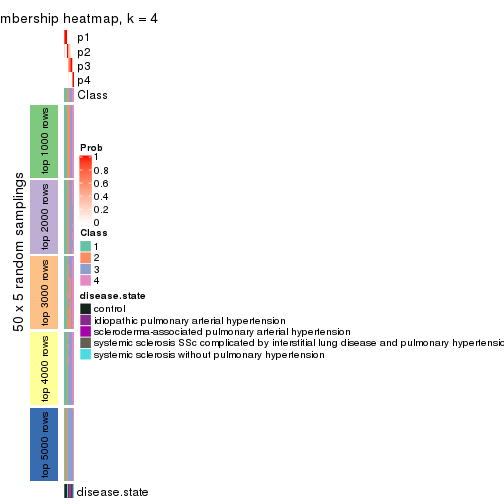 mbership heatmap, k = 4
p1
p2
p3
p4
Class
50 x 5 random samplings
top 1000 rows
top 2000 rows
top 3000 rows
top 4000 rows
top 5000 rows
Prob
1
0.8
0.6
0.4
0.2
0
Class
1
2
3
4
disease.state
control
idiopathic pulmonary arterial hypertension
scleroderma-associated pulmonary arterial hypertension
systemic sclerosis SSc complicated by interstitial lung disease and pulmonary hypertensio
systemic sclerosis without pulmonary hypertension
disease.state